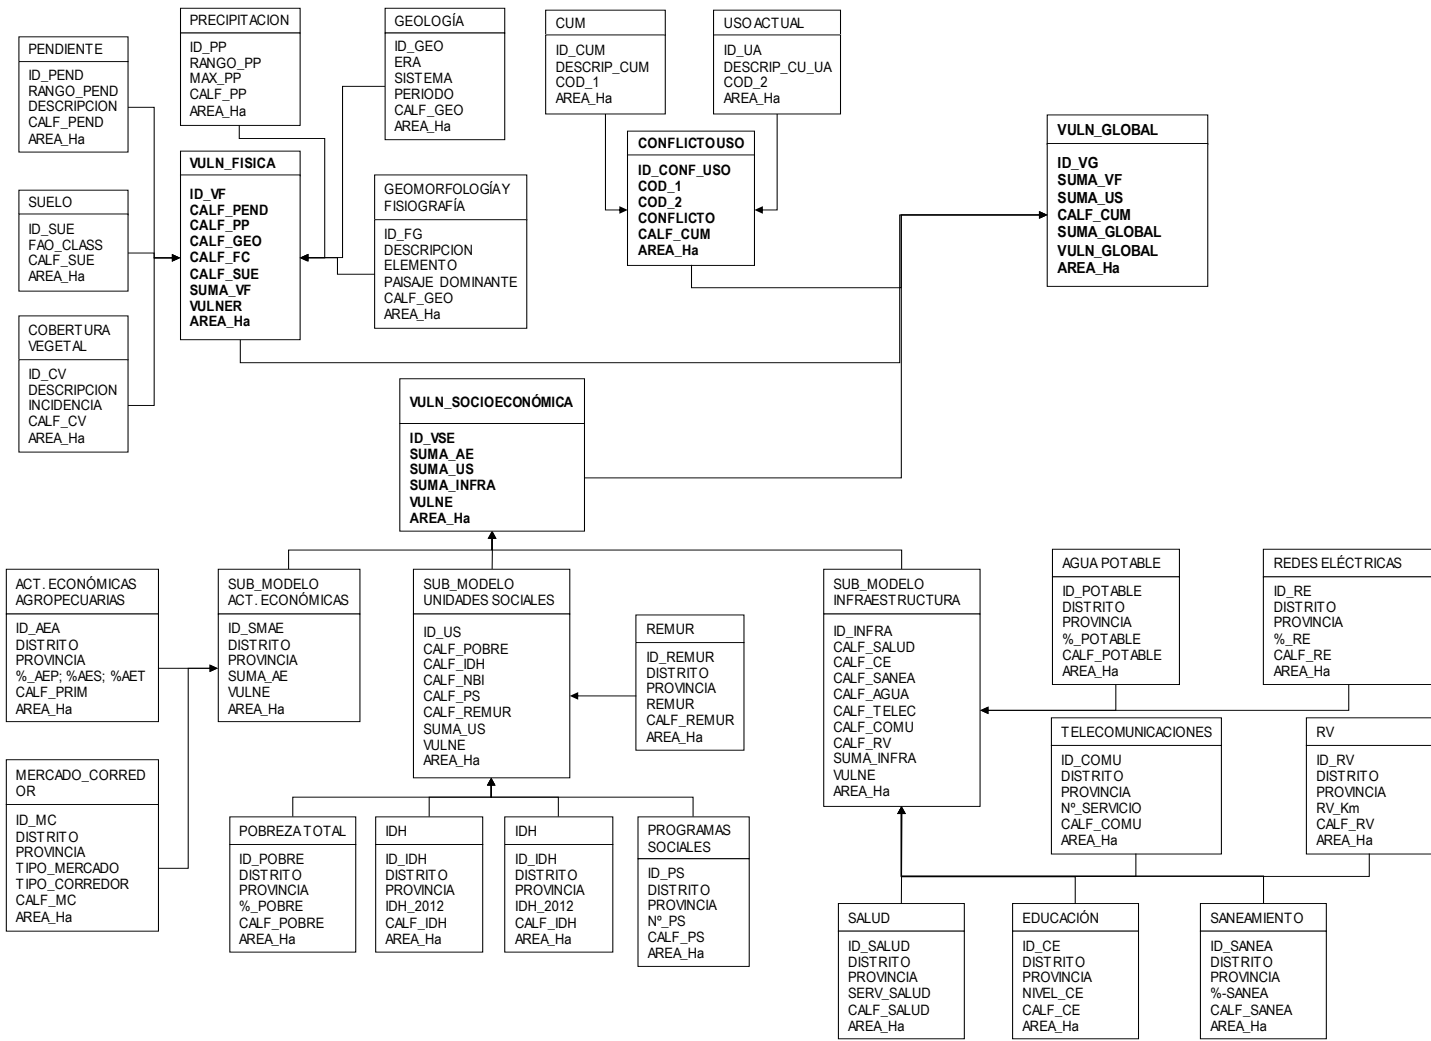 PENDIENTE
ID_PEND
RANGO_PEND
DESCRIPCION
CALF_PEND
AREA_Ha
PRECIPITACION
ID_PP
RANGO_PP
MAX_PP
CALF_PP
AREA_Ha
GEOLOGÍA
ID_GEO
ERA
SISTEMA
PERIODO
CALF_GEO
AREA_Ha
CUM
ID_CUM
DESCRIP_CUM
COD_1
AREA_Ha
USO ACTUAL
ID_UA
DESCRIP_CU_UA
COD_2
AREA_Ha
SUELO
ID_SUE
FAO_CLASS
CALF_SUE
AREA_Ha
VULN_FISICA
ID_VF
CALF_PEND
CALF_PP
CALF_GEO
CALF_FC
CALF_SUE
SUMA_VF
VULNER
AREA_Ha
GEOMORFOLOGÍA Y
FISIOGRAFÍA
ID_FG
DESCRIPCION
ELEMENTO
PAISAJE DOMINANTE
CALF_GEO
AREA_Ha
CONFLICTO USO
ID_CONF_USO
COD_1
COD_2
CONFLICTO
CALF_CUM
AREA_Ha
VULN_GLOBAL
ID_VG
SUMA_VF
SUMA_US
CALF_CUM
SUMA_GLOBAL
VULN_GLOBAL
AREA_Ha
COBERTURA
VEGETAL
ID_CV
DESCRIPCION
INCIDENCIA
CALF_CV
AREA_Ha
VULN_SOCIOECONÓMICA
ID_VSE
SUMA_AE
SUMA_US
SUMA_INFRA
VULNE
AREA_Ha
ACT. ECONÓMICAS
AGROPECUARIAS
ID_AEA
DISTRITO
PROVINCIA
%_AEP; %AES; %AET
CALF_PRIM
AREA_Ha
SUB_MODELO
ACT. ECONÓMICAS
ID_SMAE
DISTRITO
PROVINCIA
SUMA_AE
VULNE
AREA_Ha
SUB_MODELO
UNIDADES SOCIALES
ID_US
CALF_POBRE
CALF_IDH
CALF_NBI
CALF_PS
CALF_REMUR
SUMA_US
VULNE
AREA_Ha
REMUR
ID_REMUR
DISTRITO
PROVINCIA
REMUR
CALF_REMUR
AREA_Ha
SUB_MODELO
INFRAESTRUCTURA
ID_INFRA
CALF_SALUD
CALF_CE
CALF_SANEA
CALF_AGUA
CALF_TELEC
CALF_COMU
CALF_RV
SUMA_INFRA
VULNE
AREA_Ha
AGUA POTABLE
ID_POTABLE
DISTRITO
PROVINCIA
%_POTABLE
CALF_POTABLE
AREA_Ha
REDES ELÉCTRICAS
ID_RE
DISTRITO
PROVINCIA
%_RE
CALF_RE
AREA_Ha
TELECOMUNICACIONES
ID_COMU
DISTRITO
PROVINCIA
Nº_SERVICIO
CALF_COMU
AREA_Ha
RV
ID_RV
DISTRITO
PROVINCIA
RV_Km
CALF_RV
AREA_Ha
MERCADO_CORRED
OR
ID_MC
DISTRITO
PROVINCIA
TIPO_MERCADO
TIPO_CORREDOR
CALF_MC
AREA_Ha
POBREZA TOTAL
ID_POBRE
DISTRITO
PROVINCIA
%_POBRE
CALF_POBRE
AREA_Ha
IDH
ID_IDH
DISTRITO
PROVINCIA
IDH_2012
CALF_IDH
AREA_Ha
IDH
ID_IDH
DISTRITO
PROVINCIA
IDH_2012
CALF_IDH
AREA_Ha
PROGRAMAS
SOCIALES
ID_PS
DISTRITO
PROVINCIA
Nº_PS
CALF_PS
AREA_Ha
SALUD
ID_SALUD
DISTRITO
PROVINCIA
SERV_SALUD
CALF_SALUD
AREA_Ha
EDUCACIÓN
ID_CE
DISTRITO
PROVINCIA
NIVEL_CE
CALF_CE
AREA_Ha
SANEAMIENTO
ID_SANEA
DISTRITO
PROVINCIA
%-SANEA
CALF_SANEA
AREA_Ha